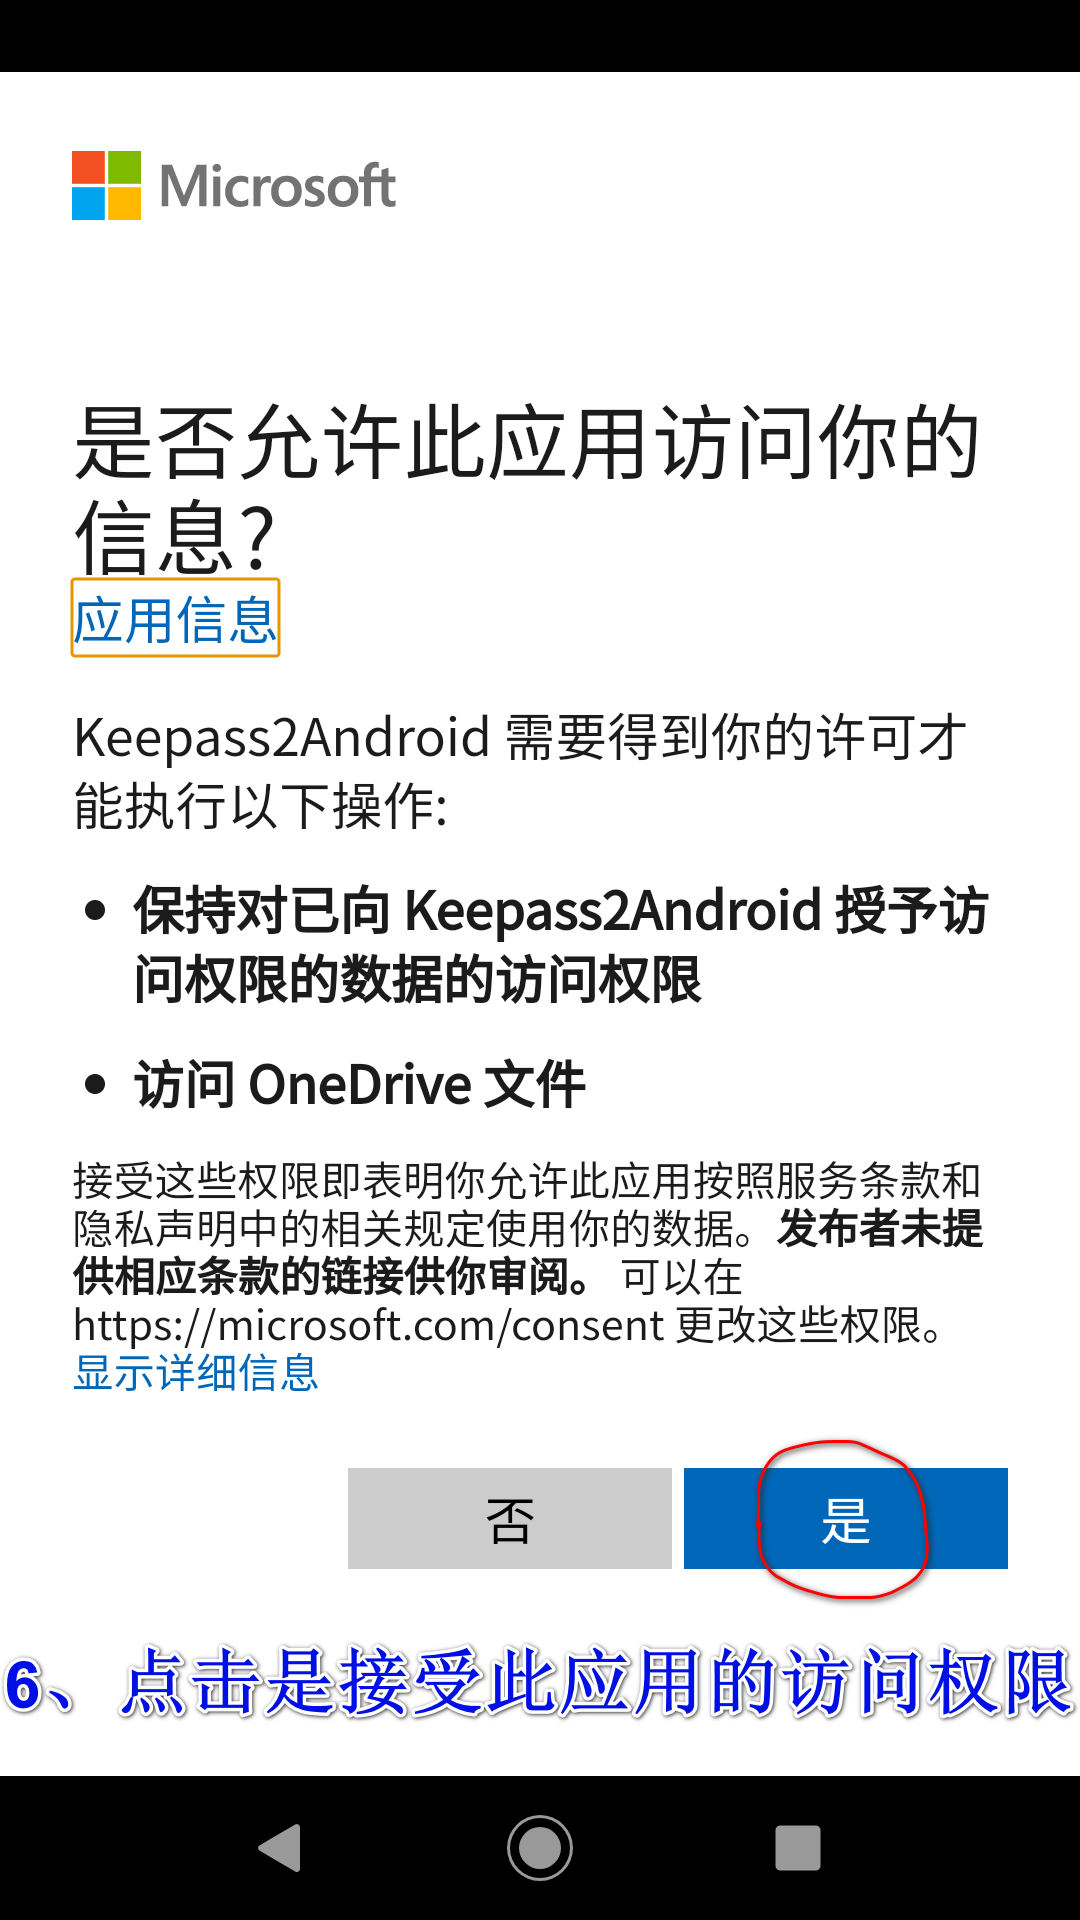 Microsoft
是否允许此应用访问你的
信息?
应用信息
Keepass2Android 需要得到你的许可才
能执行以下操作:
● 保持对已向 Keepass2Android 授予访
问权限的数据的访问权限
● 访问 OneDrive 文件
接受这些权限即表明你允许此应用按照服务条款和
隐私声明中的相关规定使用你的数据。发布者未提
供相应条款的链接供你审阅。 可以在
https://microsoft.com/consent 更改这些权限。
显示详细信息
否
是
6、点击是接受此应用的访问权限